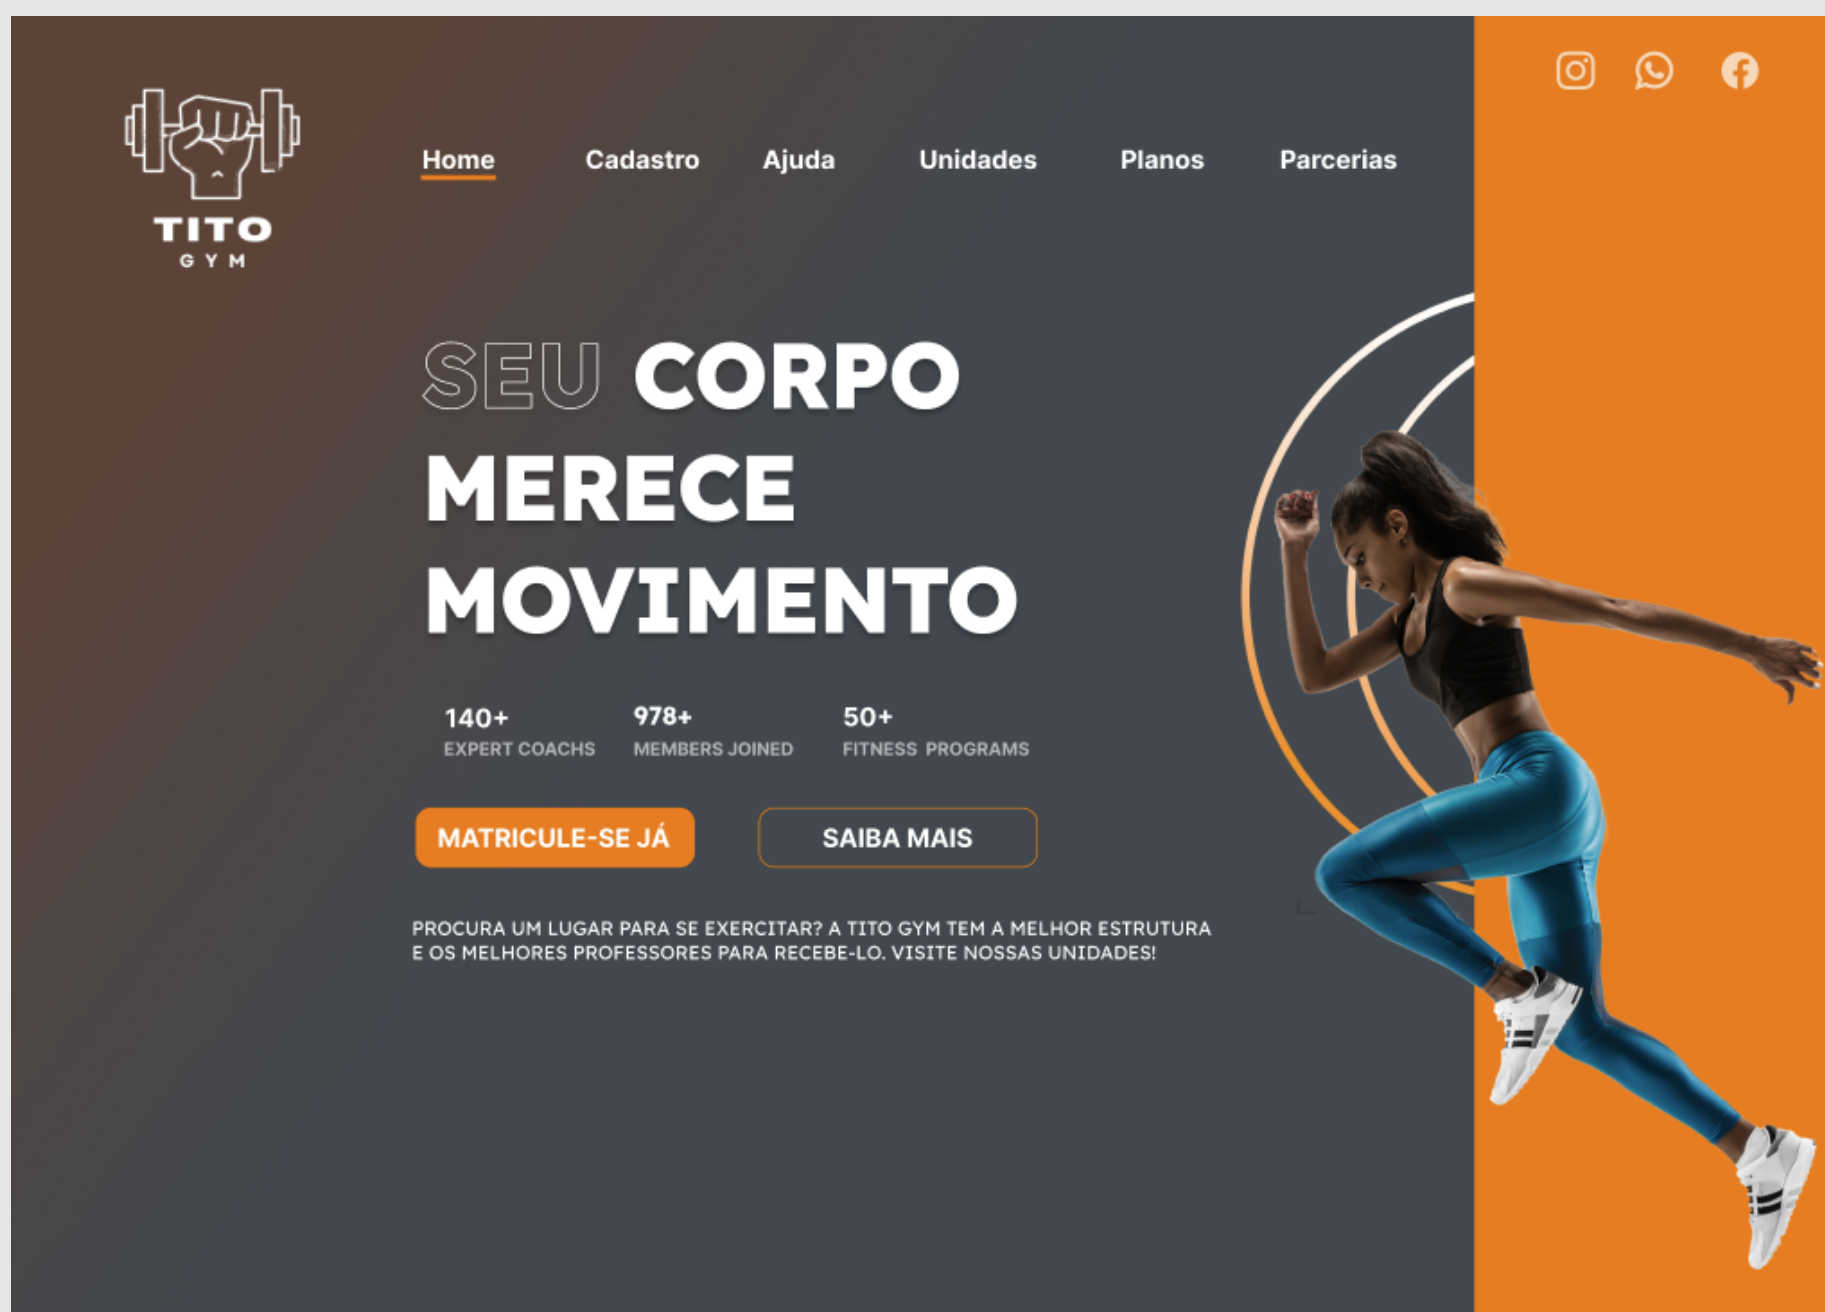 TITO
GYM
Home Cadastro Ajuda Unidades Planos Parcerias
SEU CORPO
MERECE
MOVIMENTO
140+ 978+ 50+
EXPERT COACHS MEMBERS JOINED FITNESS PROGRAMS
MATRICULE-SE JÁ SAIBA MAIS
PROCURA UM LUGAR PARA SE EXERCITAR? A TITO GYM TEM A MELHOR ESTRUTURA
E OS MELHORES PROFESSORES PARA RECEBE-LO. VISITE NOSSAS UNIDADES!